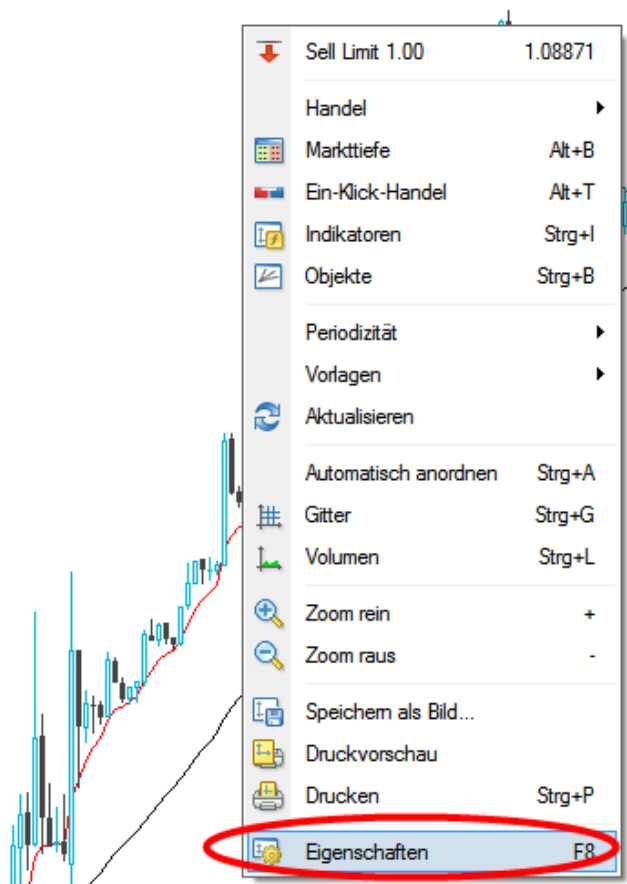 Sell Limit 1.00 1.08871
Handel
Markttiefe Alt+B
Ein-Klick-Handel Alt+T
Indikatoren Strg+I
Objekte Strg+B
Periodizität
Vorlagen
Aktualisieren
Automatisch anordnen Strg+A
Gitter Strg+G
Volumen Strg+L
Zoom rein +
Zoom raus -
Speichern als Bild...
Druckvorschau
Drucken Strg+P
Eigenschaften F8